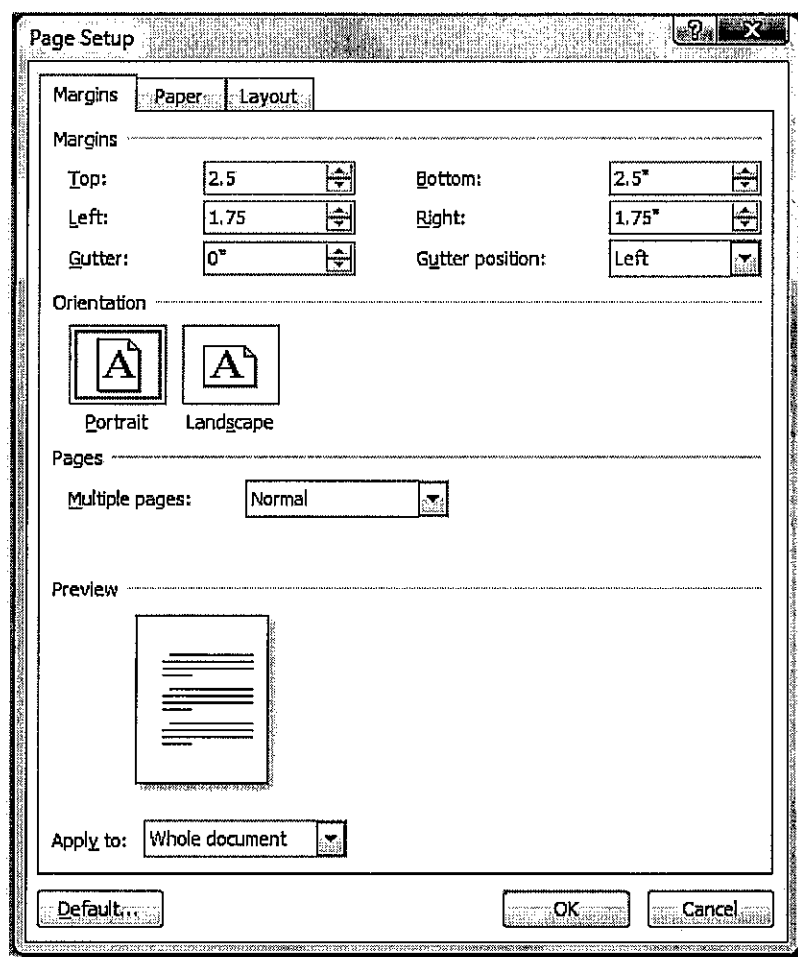 Page Setup
Margins Paper Layout
Margins
Top: 2.5 Bottom: 2.5"
Left: 1.75 Right: 1.75"
Gutter: 0" Gutter position: Left
Orientation
A A
Portrait Landscape
Pages
Multiple pages: Normal
Preview
Apply to: Whole document
Default... OK Cancel